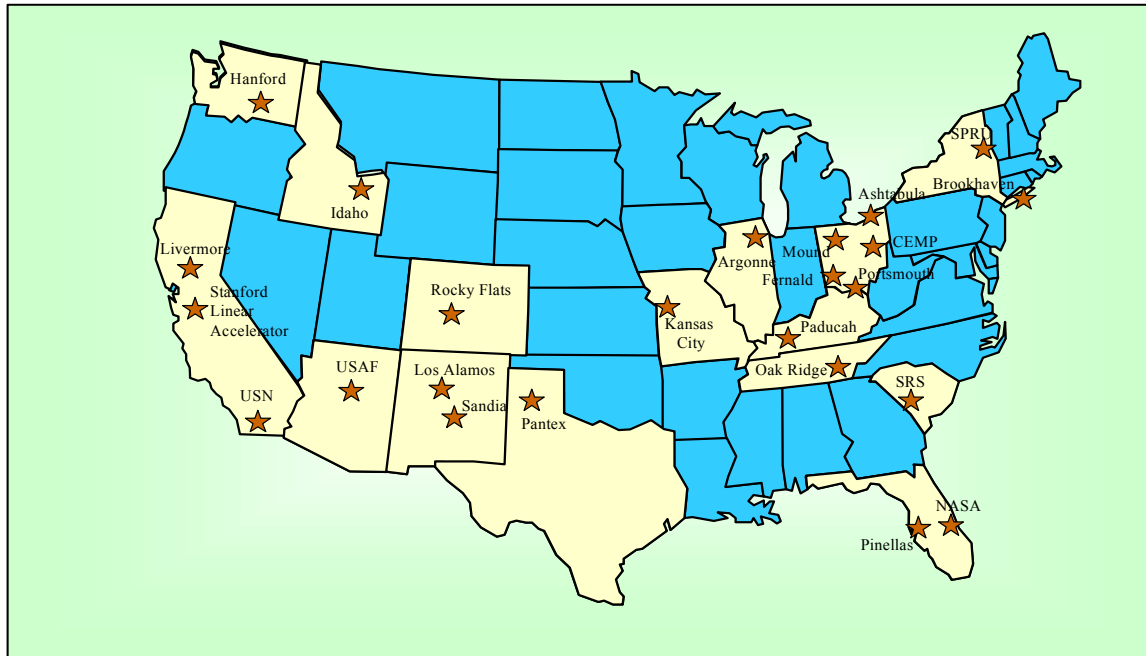 Hanford
SPRU
Brookhaven
Idaho
Ashtabula
Livermore
Argonne
Mound
CEMP
Fernald
Portsmouth
Stanford
Linear
Accelerator
Rocky Flats
Kansas
City
Paducah
USAF
Los Alamos
Oak Ridge
USN
Sandia
Pantex
SRS
NASA
Pinellas